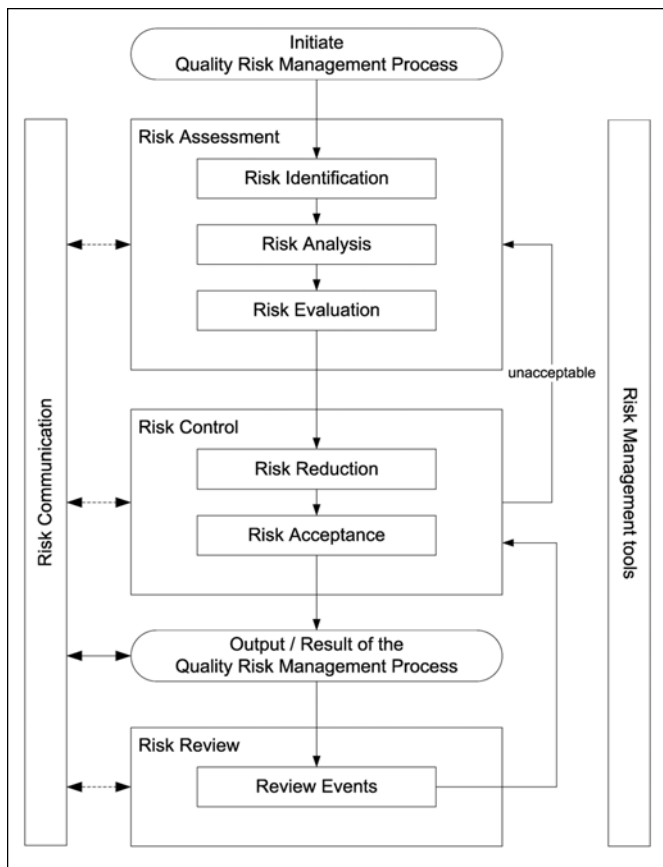 Initiate
Quality Risk Management Process
Risk Assessment
Risk Identification
Risk Analysis
Risk Evaluation
unacceptable
Risk Control
Risk Reduction
Risk Acceptance
Output / Result of the
Quality Risk Management Process
Risk Review
Review Events
Risk Communication
Risk Management tools